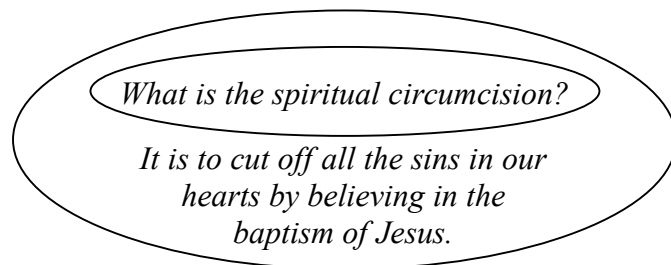 What is the spiritual circumcision?
It is to cut off all the sins in our
hearts by believing in the
baptism of Jesus.